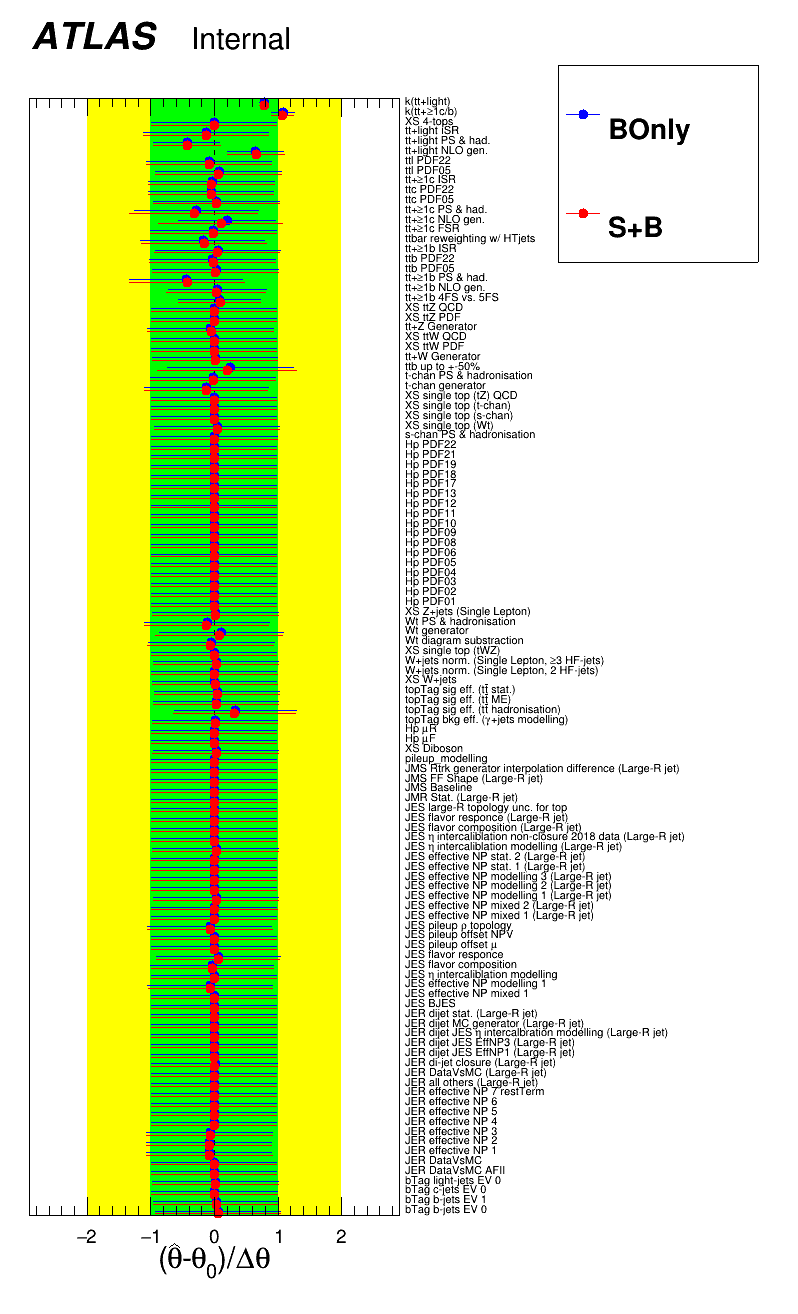 ATLAS Internal
BOnly
S+B
k(tt+light)
k(tt+≥1c/b)
XS 4-tops
tt+light ISR
tt+light PS & had.
tt+light NLO gen.
ttl PDF22
ttl PDF05
tt+≥1c ISR
ttc PDF22
ttc PDF05
tt+≥1c PS & had.
tt+≥1c NLO gen.
tt+≥1c FSR
ttbar reweighting w/ HTjets
tt+≥1b ISR
ttb PDF22
ttb PDF05
tt+≥1b PS & had.
tt+≥1b NLO gen.
tt+≥1b 4FS vs. 5FS
XS ttZ QCD
XS ttZ PDF
tt+Z Generator
XS ttW QCD
XS ttW PDF
tt+W Generator
ttb up to +-50%
t-chan PS & hadronisation
t-chan generator
XS single top (tZ) QCD
XS single top (t-chan)
XS single top (s-chan)
XS single top (Wt)
s-chan PS & hadronisation
Hp PDF22
Hp PDF21
Hp PDF19
Hp PDF18
Hp PDF17
Hp PDF13
Hp PDF12
Hp PDF11
Hp PDF10
Hp PDF09
Hp PDF08
Hp PDF06
Hp PDF05
Hp PDF04
Hp PDF03
Hp PDF02
Hp PDF01
XS Z+jets (Single Lepton)
Wt PS & hadronisation
Wt generator
Wt diagram substraction
XS single top (tWZ)
W+jets norm. (Single Lepton, ≥3 HF-jets)
W+jets norm. (Single Lepton, 2 HF-jets)
XS W+jets
topTag sig eff. (tt̄ stat.)
topTag sig eff. (tt̄ ME)
topTag sig eff. (tt̄ hadronisation)
topTag bkg eff. (γ+jets modelling)
Hp μR
Hp μF
XS Diboson
pileup_modelling
JMS Rtrk generator interpolation difference (Large-R jet)
JMS FF Shape (Large-R jet)
JMS Baseline
JMR Stat. (Large-R jet)
JES large-R topology unc. for top
JES flavor responce (Large-R jet)
JES flavor composition (Large-R jet)
JES η intercaliblation non-closure 2018 data (Large-R jet)
JES η intercaliblation modelling (Large-R jet)
JES effective NP stat. 2 (Large-R jet)
JES effective NP stat. 1 (Large-R jet)
JES effective NP modelling 3 (Large-R jet)
JES effective NP modelling 2 (Large-R jet)
JES effective NP modelling 1 (Large-R jet)
JES effective NP mixed 2 (Large-R jet)
JES effective NP mixed 1 (Large-R jet)
JES pileup ρ topology
JES pileup offset NPV
JES pileup offset μ
JES flavor responce
JES flavor composition
JES η intercaliblation modelling
JES effective NP modelling 1
JES effective NP mixed 1
JES BJES
JER dijet stat. (Large-R jet)
JER dijet MC generator (Large-R jet)
JER dijet JES η intercalbration modelling (Large-R jet)
JER dijet JES EffNP3 (Large-R jet)
JER dijet JES EffNP1 (Large-R jet)
JER di-jet closure (Large-R jet)
JER DataVsMC (Large-R jet)
JER all others (Large-R jet)
JER effective NP 7 restTerm
JER effective NP 6
JER effective NP 5
JER effective NP 4
JER effective NP 3
JER effective NP 2
JER effective NP 1
JER DataVsMC
JER DataVsMC AFII
bTag light-jets EV 0
bTag c-jets EV 0
bTag b-jets EV 1
bTag b-jets EV 0
−2 −1 0 1 2
(θ̂-θ₀)/Δθ